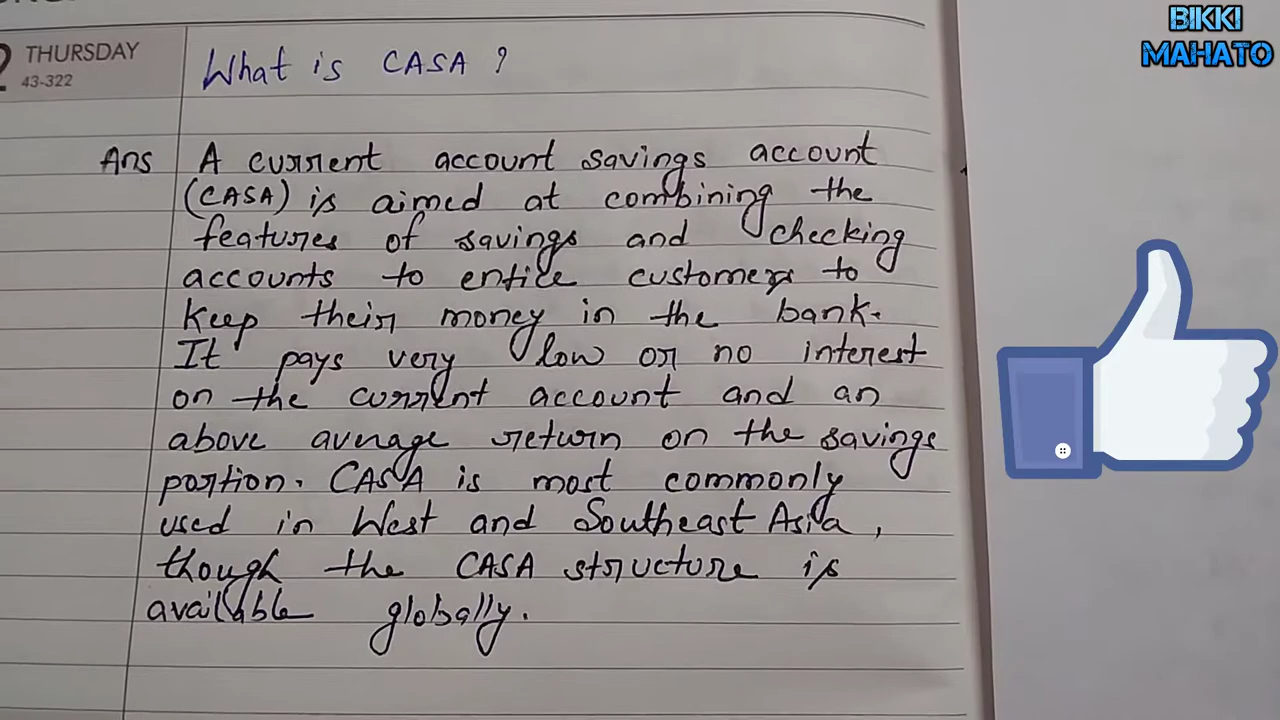 BIKKI
MAHATO
2 THURSDAY
43-322
What is CASA ?
Ans A current account savings account
(CASA) is aimed at combining the
features of savings and checking
accounts to entice customers to
keep their money in the bank.
It pays very low or no interest
on the current account and an
above average return on the savings
portion. CASA is most commonly
used in West and Southeast Asia,
though the CASA structure is
available globally.